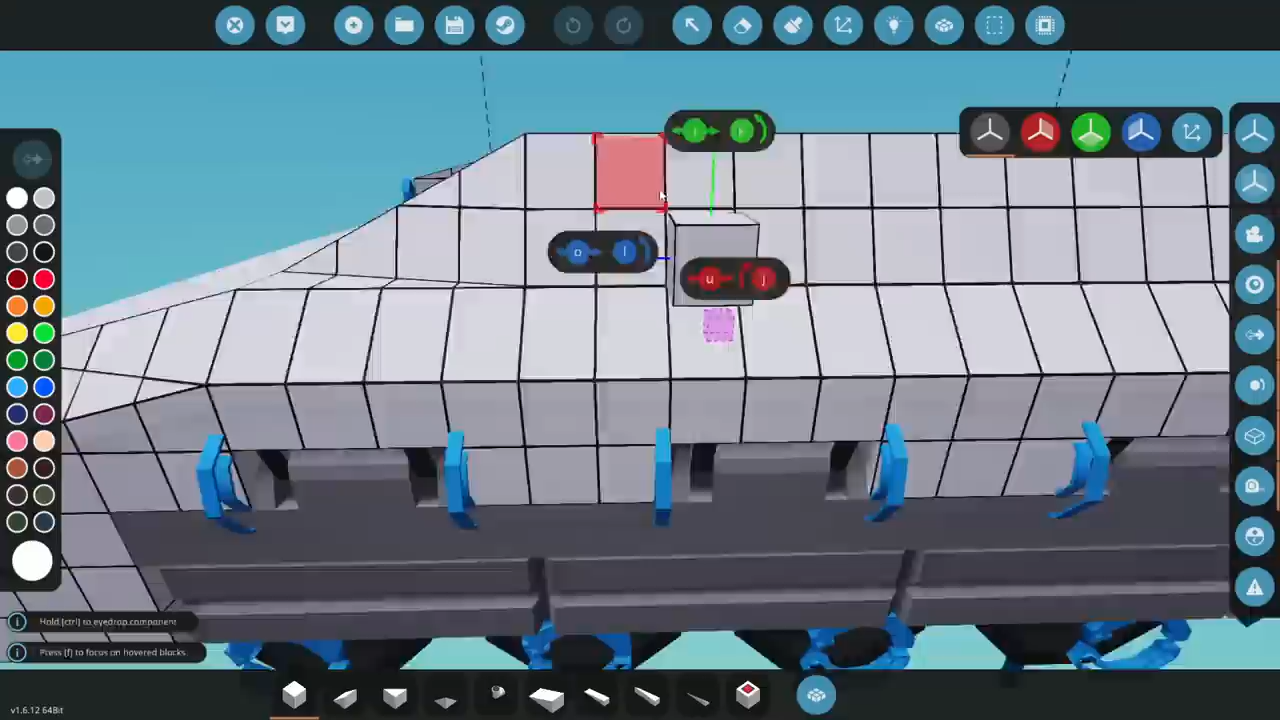 o l
u j
Hold [ctrl] to eyedrop component
Press [f] to focus on hovered blocks.
v1.6.12 64Bit